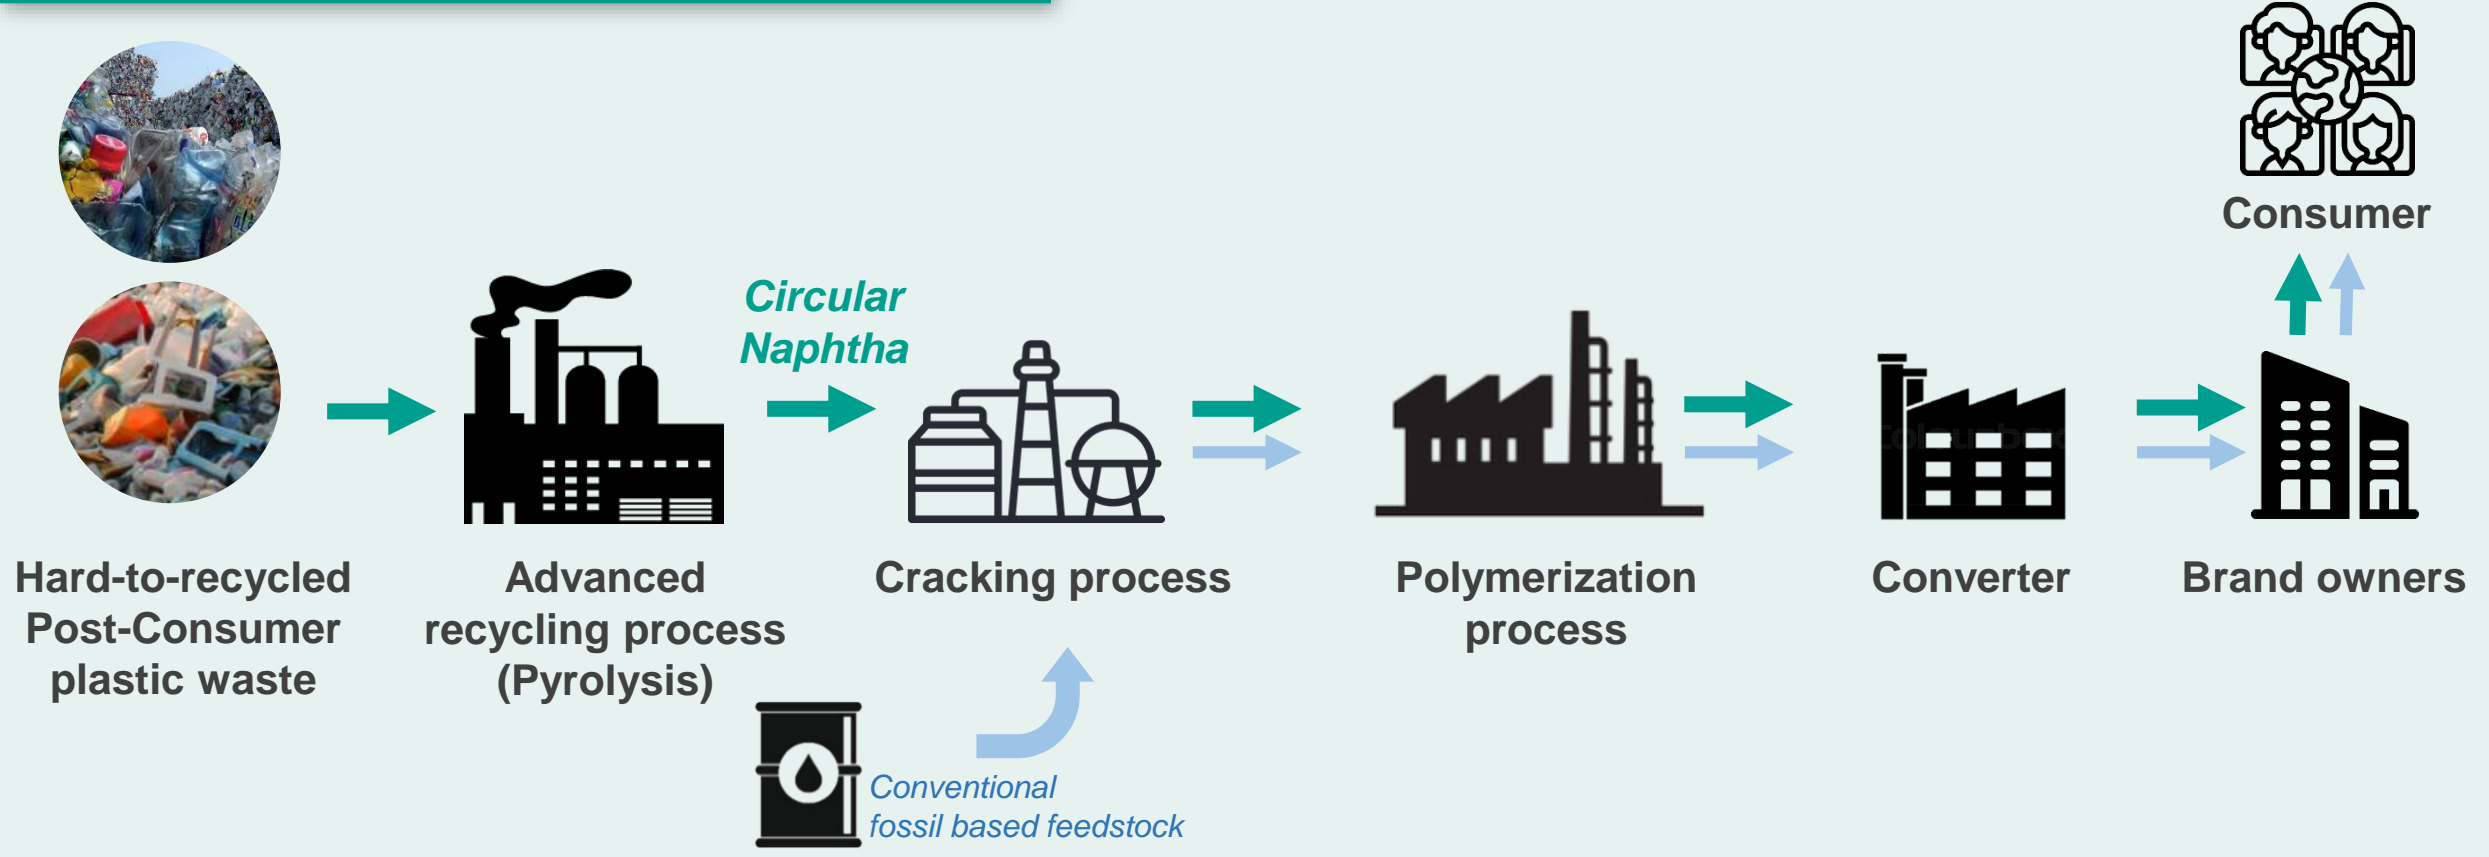 Consumer
Circular
Naphtha
Hard-to-recycled
Post-Consumer
plastic waste
Advanced
recycling process
(Pyrolysis)
Cracking process
Polymerization
process
Converter
Brand owners
Conventional
fossil based feedstock